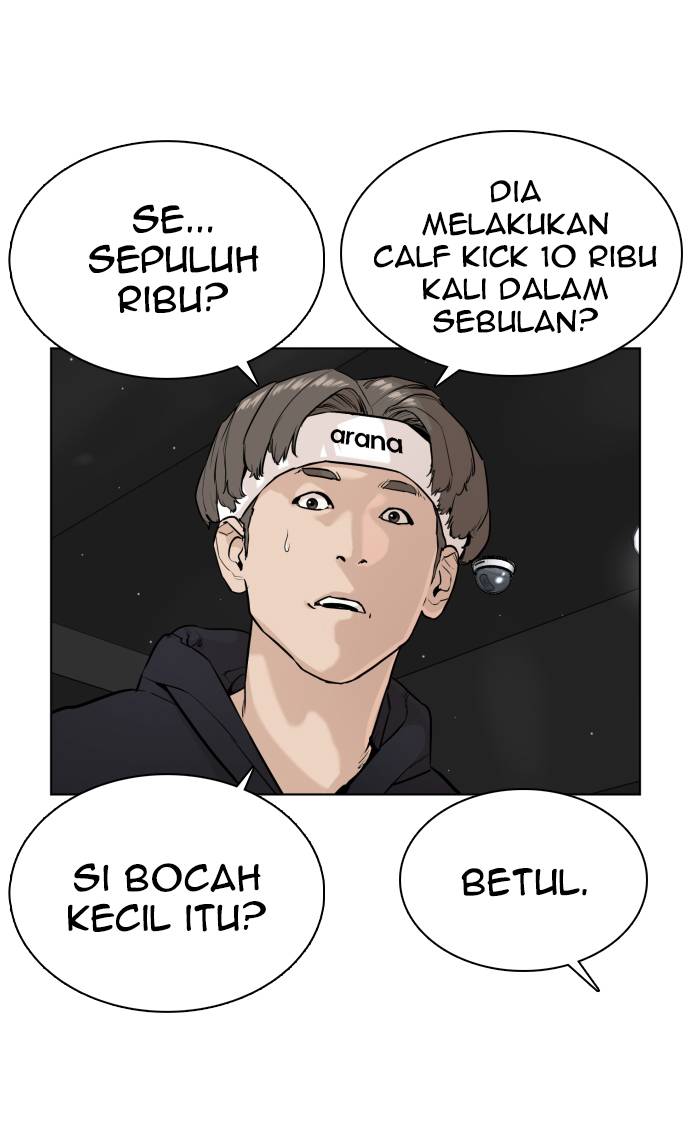 SE...
SEPULUH
RIBU?
DIA
MELAKUKAN
CALF KICK 10 RIBU
KALI DALAM
SEBULAN?
arana
SI BOCAH
KECIL ITU?
BETUL.